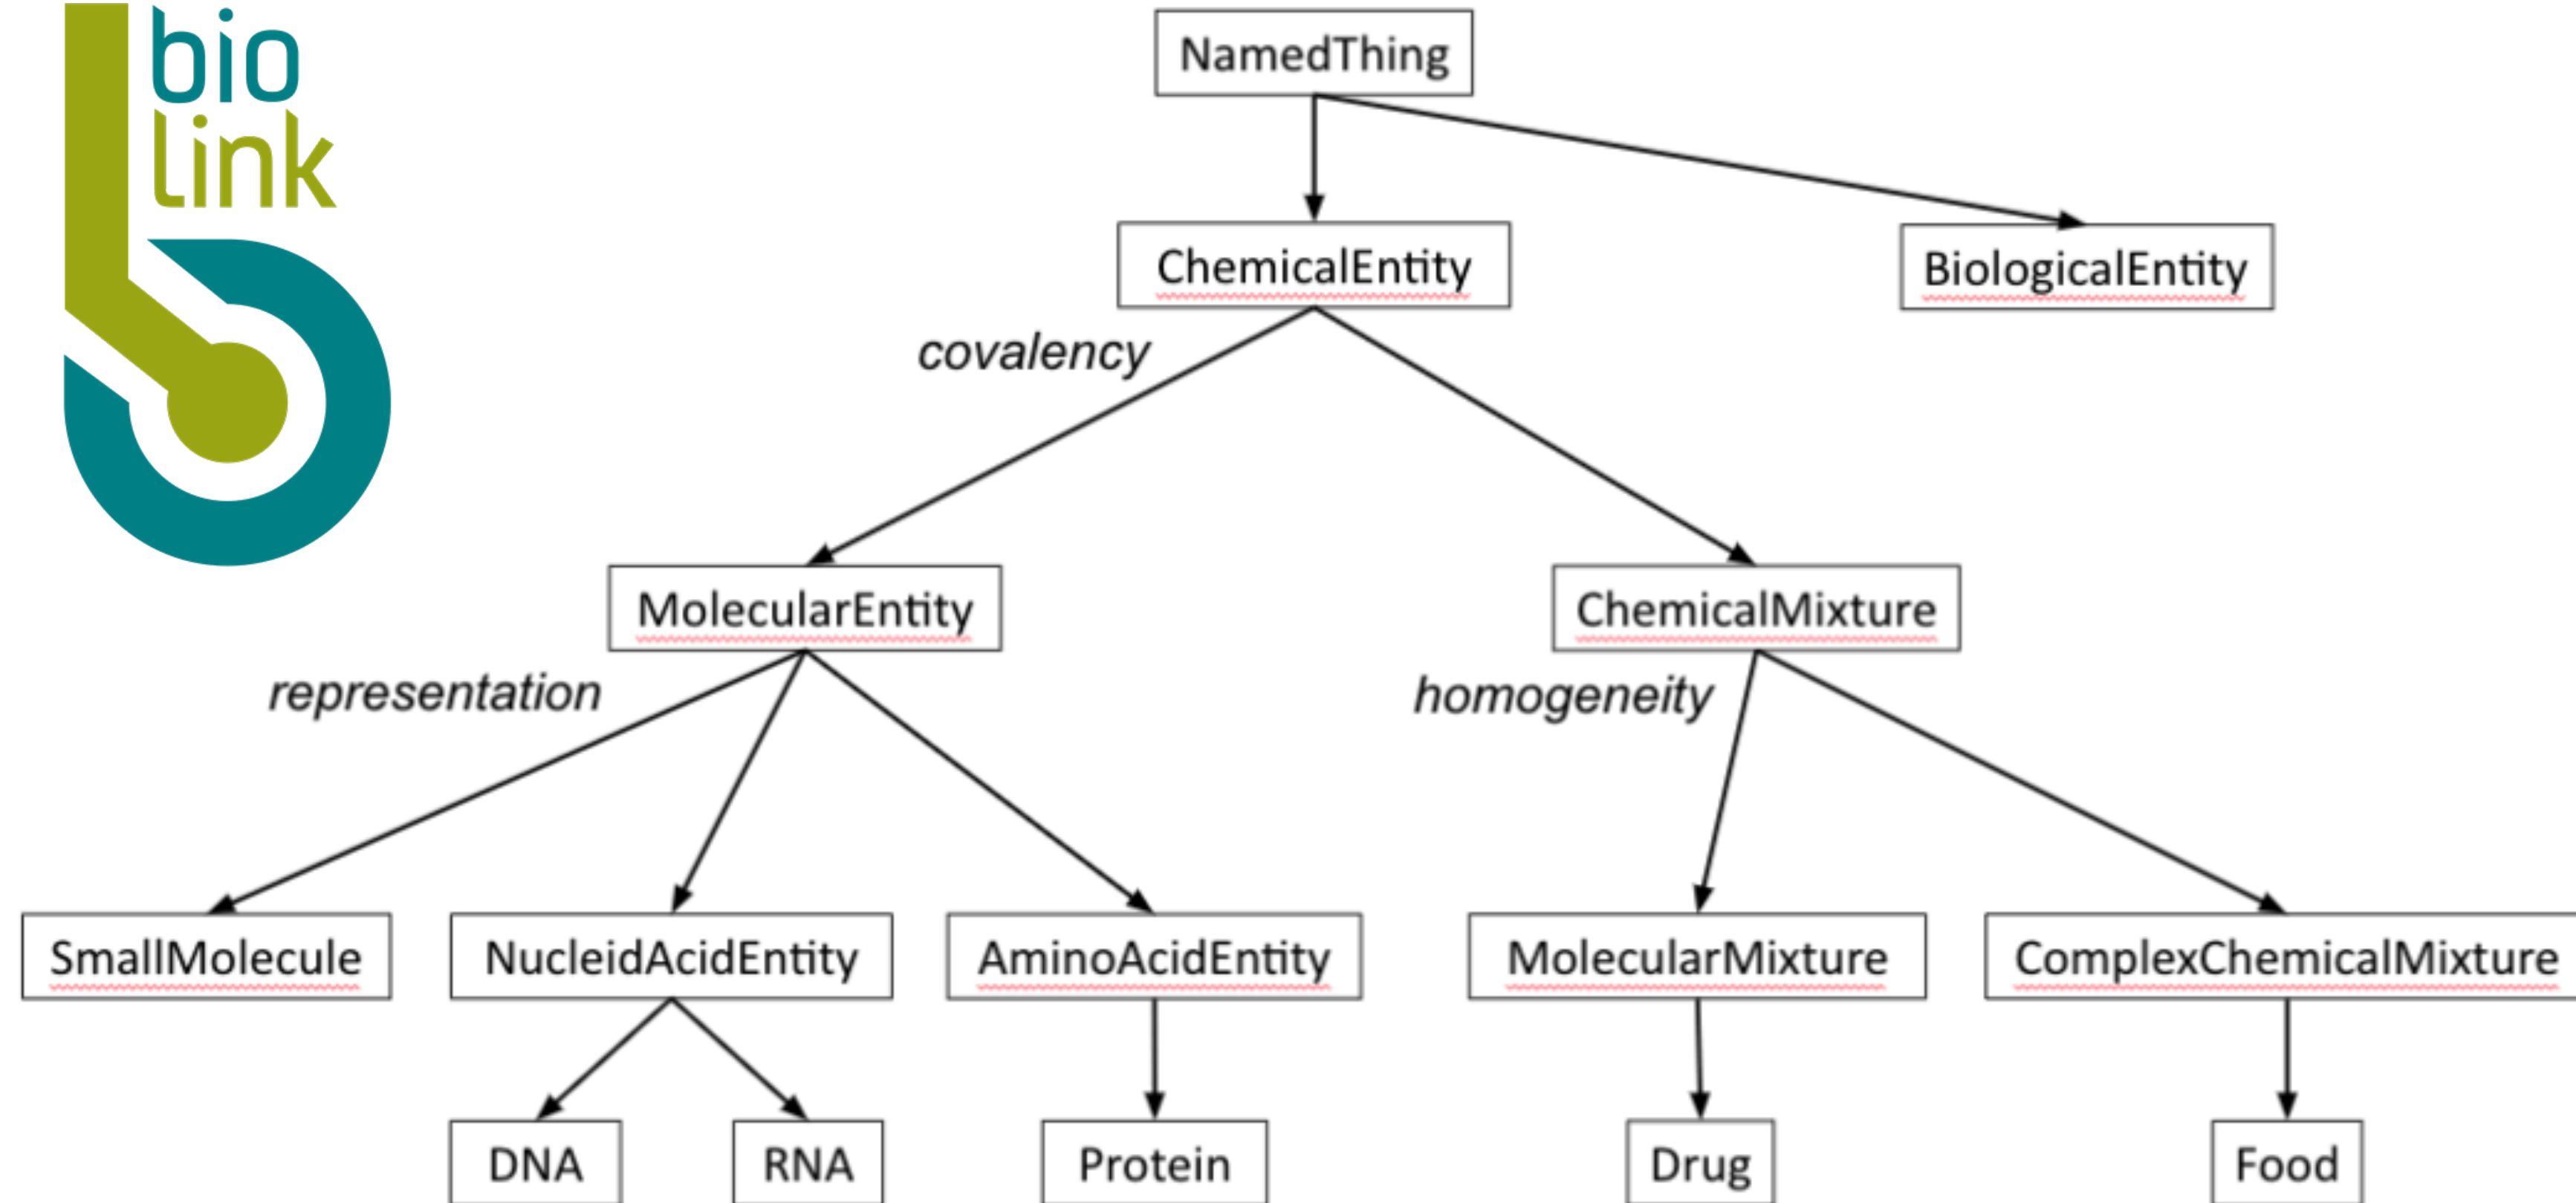 bio
link
NamedThing
ChemicalEntity
BiologicalEntity
covalency
MolecularEntity
ChemicalMixture
representation
homogeneity
SmallMolecule
NucleidAcidEntity
AminoAcidEntity
MolecularMixture
ComplexChemicalMixture
DNA
RNA
Protein
Drug
Food